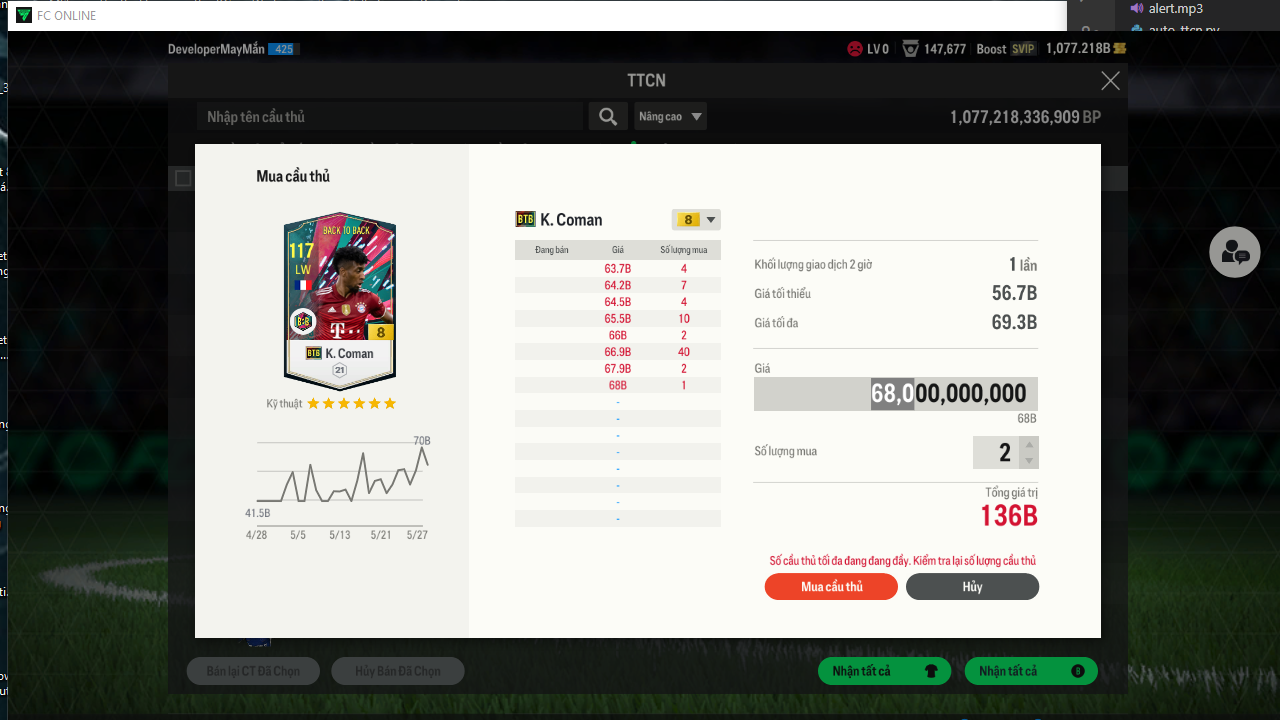 FC ONLINE
alert.mp3
auto_ttcn.py
DeveloperMayMắn 425
LV 0 147,677 Boost SVIP 1,077.218B
TTCN
Nhập tên cầu thủ
Nâng cao
1,077,218,336,909 BP
Mua cầu thủ
BACK TO BACK
117
LW
8
BTB K. Coman
21
Kỹ thuật
70B
41.5B
4/28 5/5 5/13 5/21 5/27
BTB K. Coman 8
Đang bán Giá Số lượng mua
63.7B 4
64.2B 7
64.5B 4
65.5B 10
66B 2
66.9B 40
67.9B 2
68B 1
-
-
-
-
-
-
-
-
Khối lượng giao dịch 2 giờ 1 lần
Giá tối thiểu 56.7B
Giá tối đa 69.3B
Giá
68,000,000,000
68B
Số lượng mua 2
Tổng giá trị
136B
Số cầu thủ tối đa đang đang đầy. Kiểm tra lại số lượng cầu thủ
Mua cầu thủ Hủy
Bán lại CT Đã Chọn Hủy Bán Đã Chọn Nhận tất cả Nhận tất cả